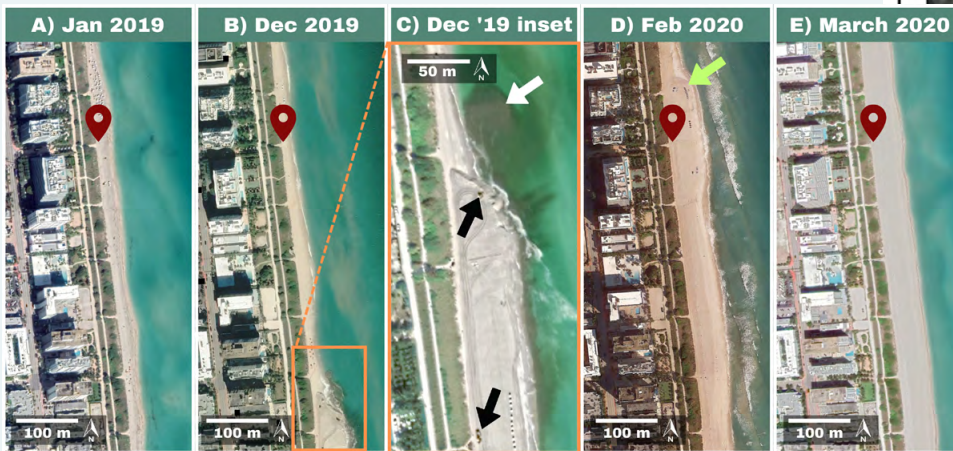 A) Jan 2019
B) Dec 2019
C) Dec '19 inset
D) Feb 2020
E) March 2020
50 m
N
100 m
N
100 m
N
100 m
N
100 m
N